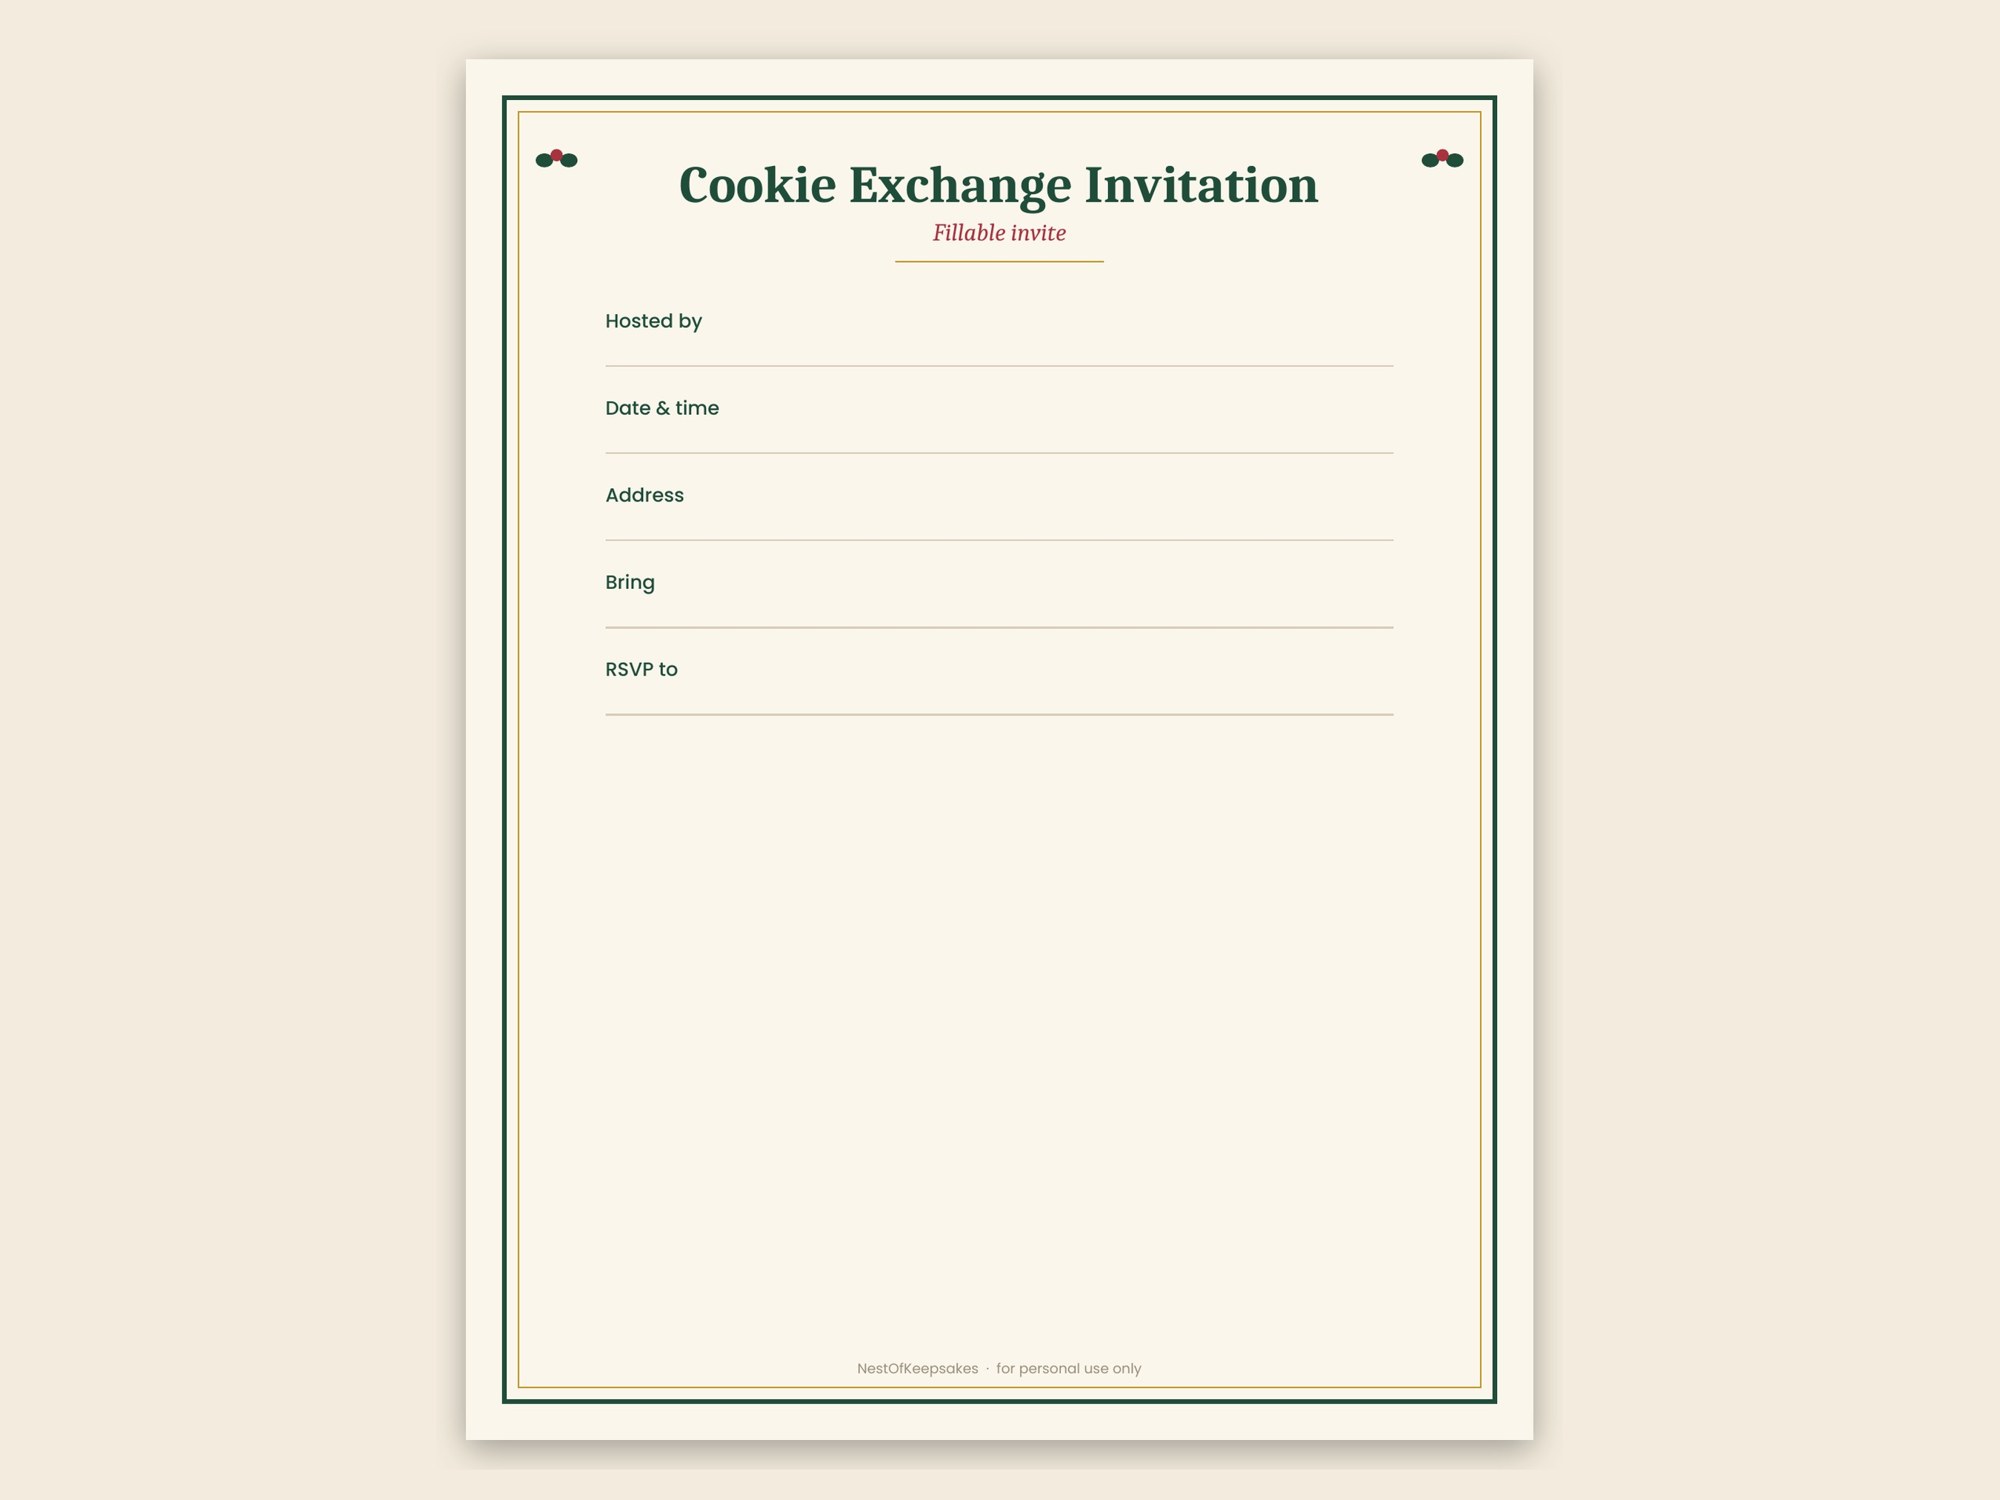 Cookie Exchange Invitation
Fillable invite
Hosted by
Date & time
Address
Bring
RSVP to
NestOfKeepsakes · for personal use only